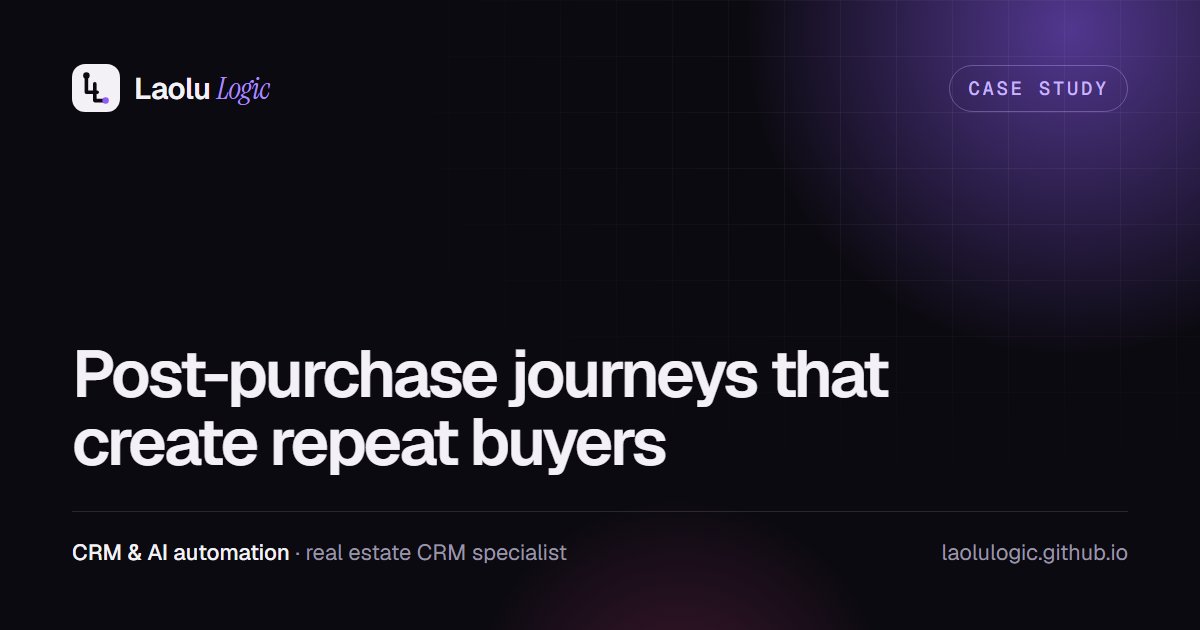 Laolu Logic
CASE STUDY
Post-purchase journeys that
create repeat buyers
CRM & AI automation · real estate CRM specialist
laolulogic.github.io